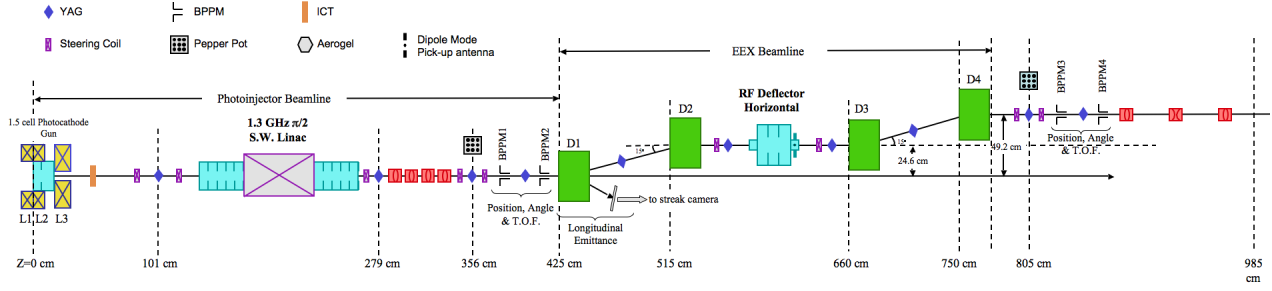 YAG
BPPM
ICT
Steering Coil
Pepper Pot
Aerogel
Dipole Mode
Pick-up antenna
EEX Beamline
Photoinjector Beamline
1.5 cell Photocathode
Gun
1.3 GHz π/2
S.W. Linac
RF Deflector
Horizontal
BPPM1
BPPM2
D1
D2
D3
D4
BPPM3
BPPM4
15°
15°
24.6 cm
49.2 cm
Position, Angle
& T.O.F.
L1
L2
L3
Position, Angle
& T.O.F.
to streak camera
Longitudinal
Emittance
Z=0 cm
101 cm
279 cm
356 cm
425 cm
515 cm
660 cm
750 cm
805 cm
985
cm